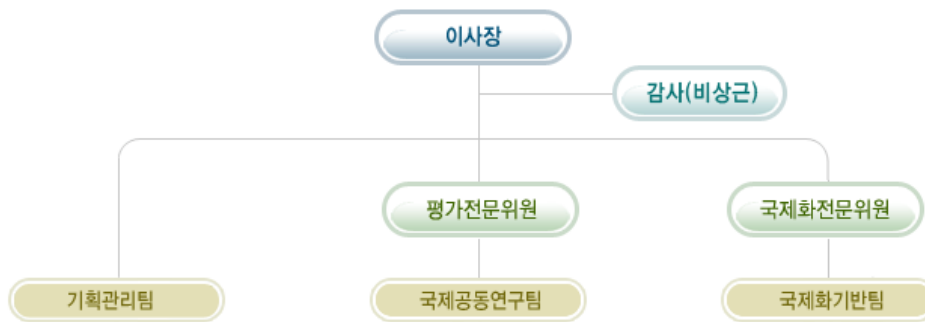 이사장
감사(비상근)
평가전문위원
국제화전문위원
기획관리팀
국제공동연구팀
국제화기반팀